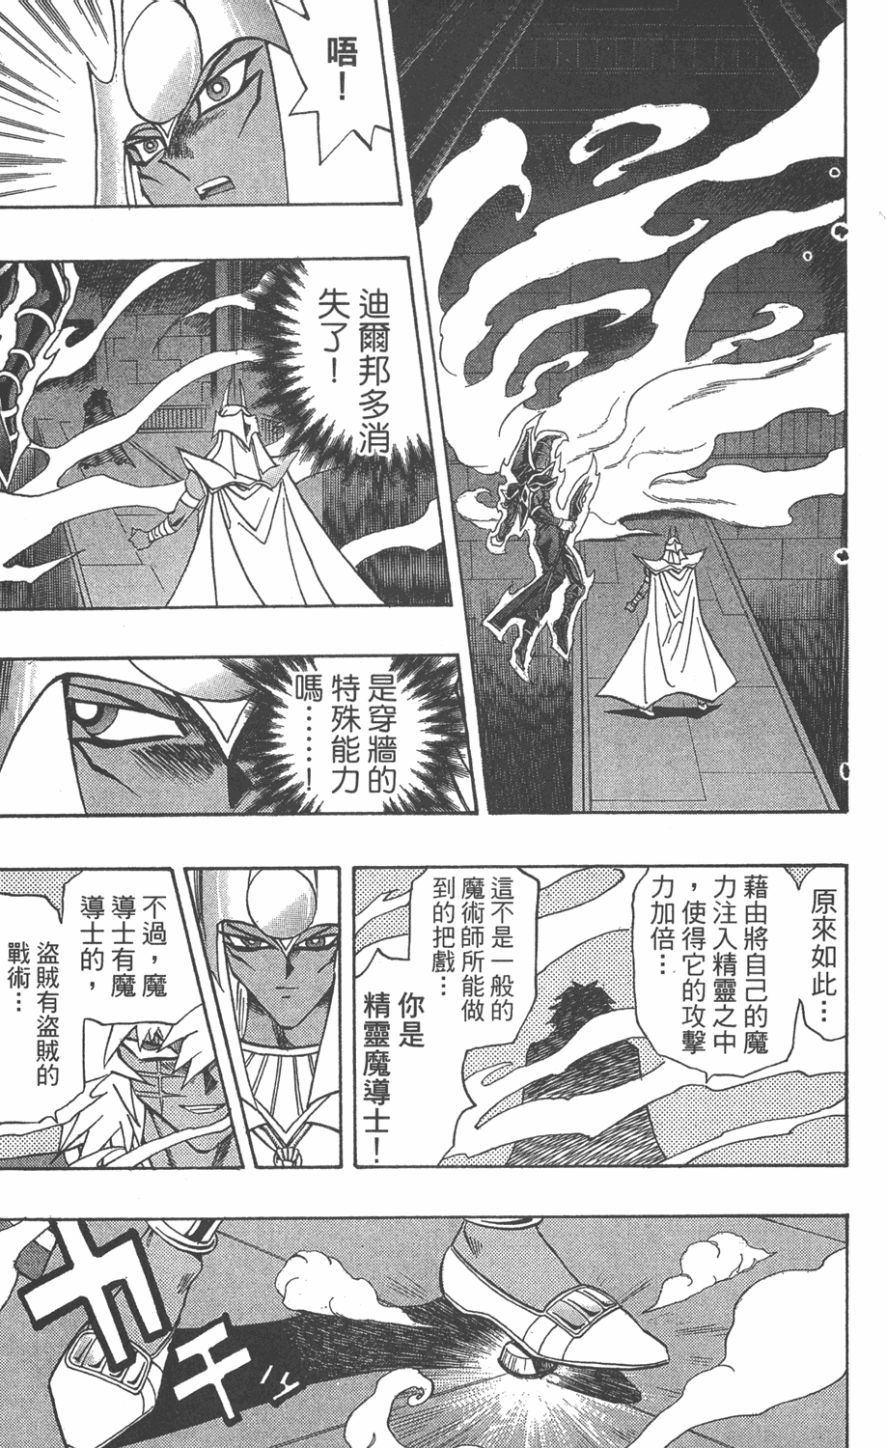 唔！
迪爾邦多消
失了！
是穿牆的
特殊能力
嗎……！
原來如此…
藉由將自己的魔
力注入精靈之中
，使得它的攻擊
力加倍…
這不是一般的
魔術師所能做
到的把戲…
你是
精靈魔導士！
不過，魔
導士有魔
導士的，
盜賊有盜賊的
戰術…
カチッ